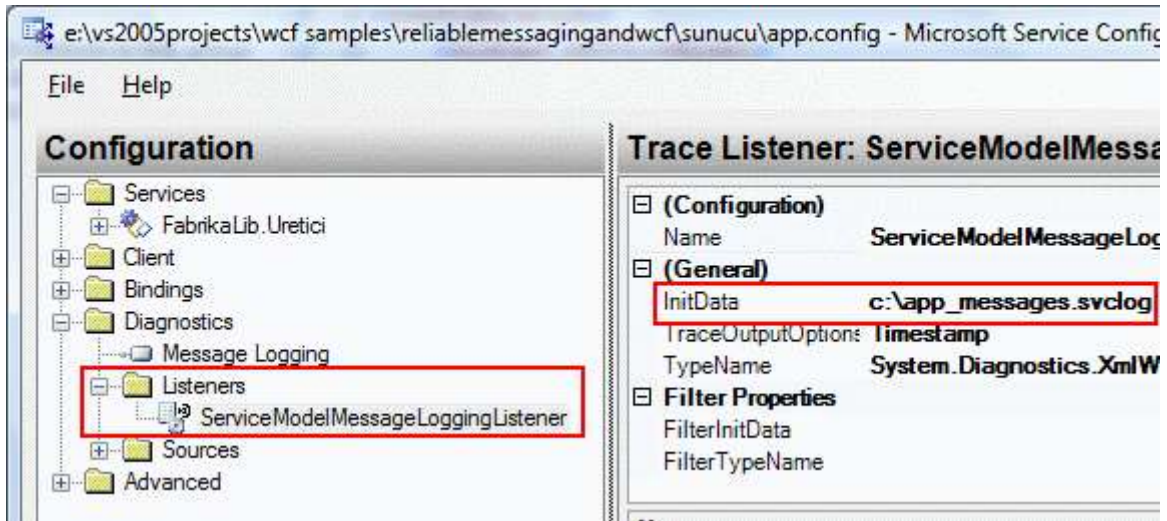 e:\vs2005projects\wcf samples\reliablemessagingandwcf\sunucu\app.config - Microsoft Service Config
File Help
Configuration
Services
FabrikaLib.Uretici
Client
Bindings
Diagnostics
Message Logging
Listeners
ServiceModelMessageLoggingListener
Sources
Advanced
Trace Listener: ServiceModelMessa
(Configuration)
Name ServiceModelMessageLog
(General)
InitData c:\app_messages.svclog
TraceOutputOptions Timestamp
TypeName System.Diagnostics.XmlW
Filter Properties
FilterInitData
FilterTypeName